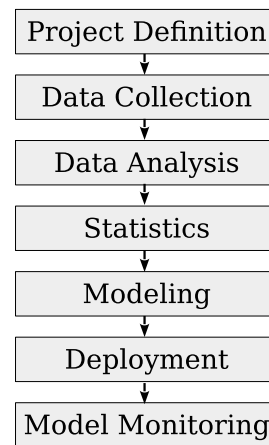 Project Definition
Data Collection
Data Analysis
Statistics
Modeling
Deployment
Model Monitoring